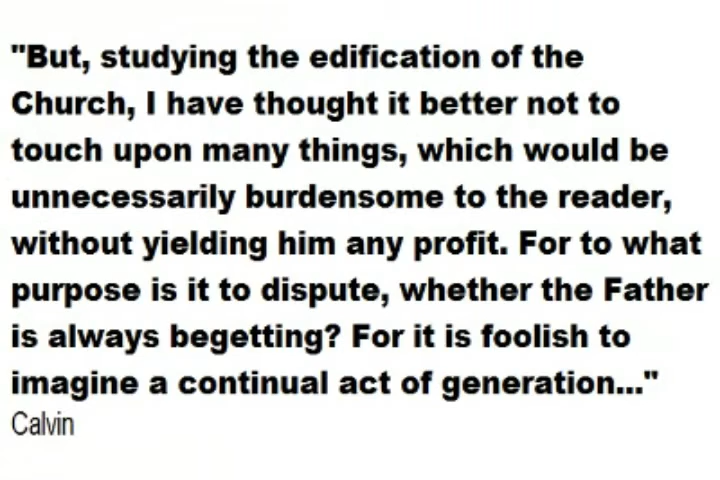 "But, studying the edification of the
Church, I have thought it better not to
touch upon many things, which would be
unnecessarily burdensome to the reader,
without yielding him any profit. For to what
purpose is it to dispute, whether the Father
is always begetting? For it is foolish to
imagine a continual act of generation..."
Calvin